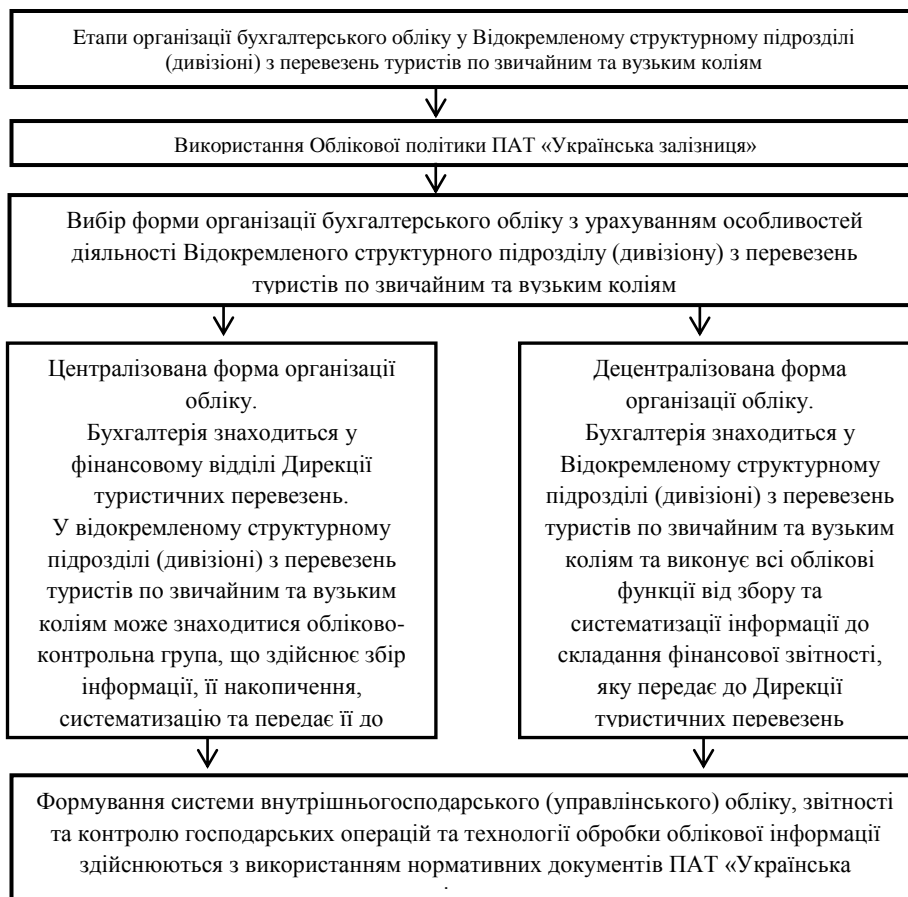 Етапи організації бухгалтерського обліку у Відокремленому структурному підрозділі
(дивізіоні) з перевезень туристів по звичайним та вузьким коліям
Використання Облікової політики ПАТ «Українська залізниця»
Вибір форми організації бухгалтерського обліку з урахуванням особливостей
діяльності Відокремленого структурного підрозділу (дивізіону) з перевезень
туристів по звичайним та вузьким коліям
Централізована форма організації
обліку.
Бухгалтерія знаходиться у
фінансовому відділі Дирекції
туристичних перевезень.
У відокремленому структурному
підрозділі (дивізіоні) з перевезень
туристів по звичайним та вузьким
коліям може знаходитися обліково-
контрольна група, що здійснює збір
інформації, її накопичення,
систематизацію та передає її до
Децентралізована форма
організації обліку.
Бухгалтерія знаходиться у
Відокремленому структурному
підрозділі (дивізіоні) з перевезень
туристів по звичайним та вузьким
коліям та виконує всі облікові
функції від збору та
систематизації інформації до
складання фінансової звітності,
яку передає до Дирекції
туристичних перевезень
Формування системи внутрішньогосподарського (управлінського) обліку, звітності
та контролю господарських операцій та технології обробки облікової інформації
здійснюються з використанням нормативних документів ПАТ «Українська